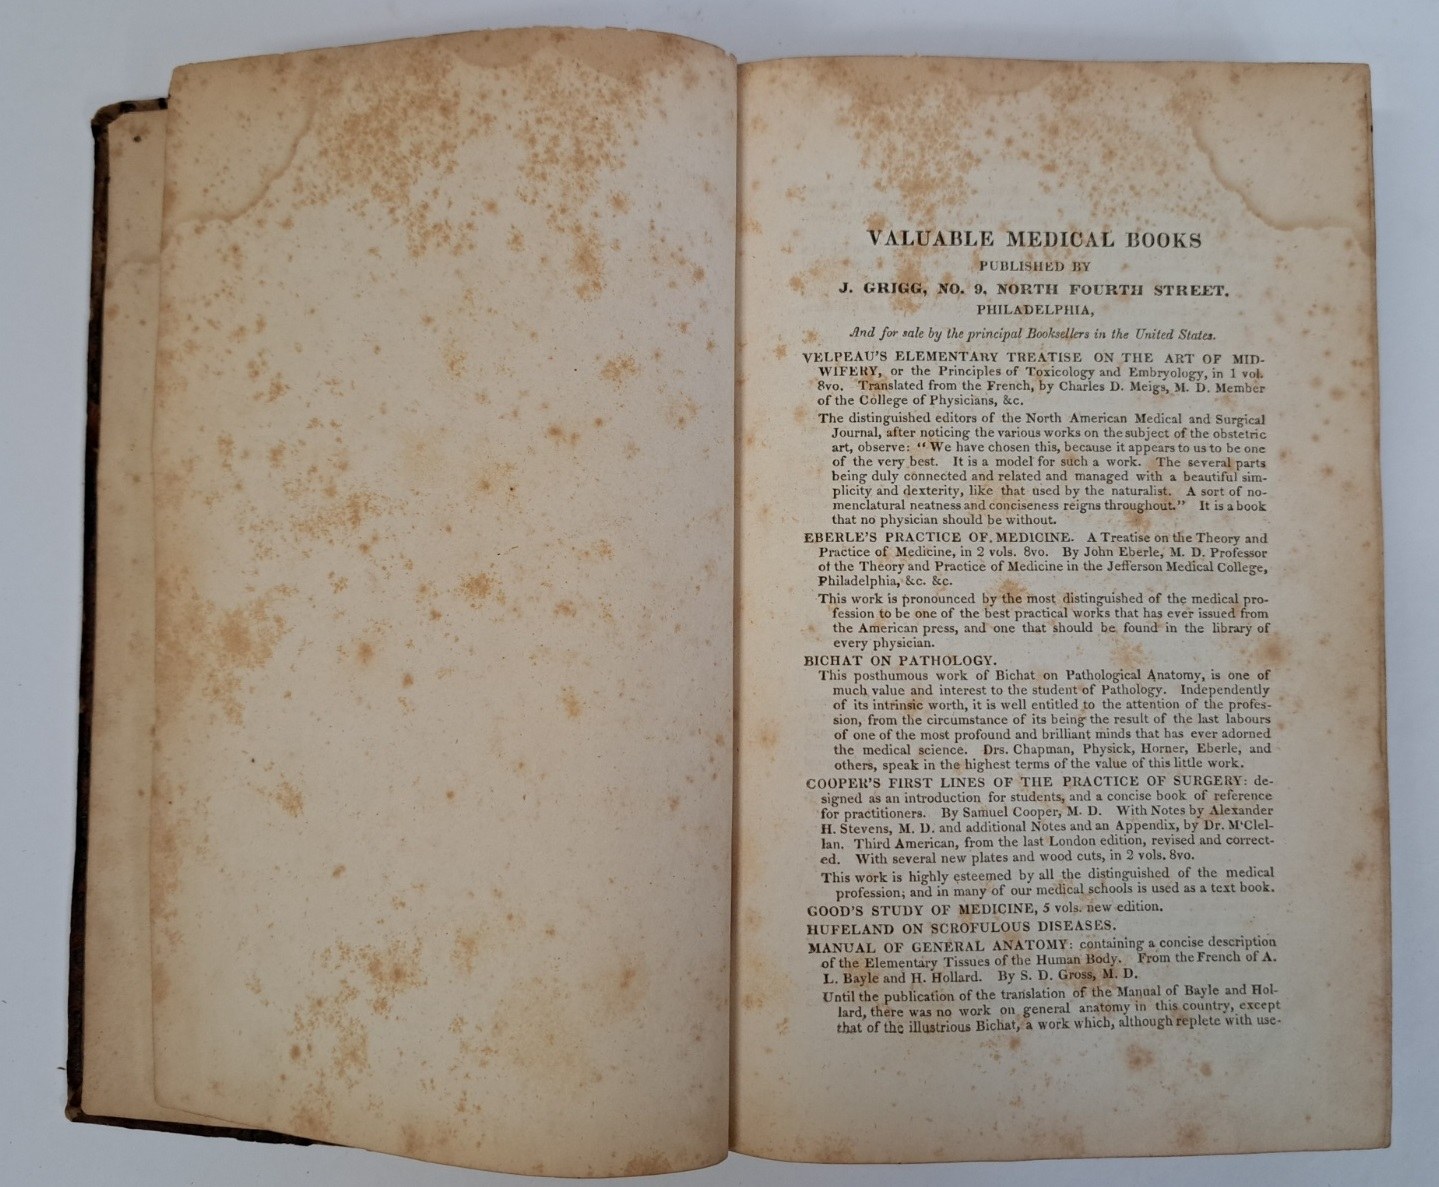 VALUABLE MEDICAL BOOKS
PUBLISHED BY
J. GRIGG, NO. 9, NORTH FOURTH STREET,
PHILADELPHIA,
And for sale by the principal Booksellers in the United States.
VELPEAU'S ELEMENTARY TREATISE ON THE ART OF MID-
WIFERY, or the Principles of Toxicology and Embryology, in 1 vol.
8vo. Translated from the French, by Charles D. Meigs, M. D. Member
of the College of Physicians, &c.
The distinguished editors of the North American Medical and Surgical
Journal, after noticing the various works on the subject of the obstetric
art, observe: "We have chosen this, because it appears to us to be one
of the very best. It is a model for such a work. The several parts
being duly connected and related and managed with a beautiful sim-
plicity and dexterity, like that used by the naturalist. A sort of no-
menclatural neatness and conciseness reigns throughout." It is a book
that no physician should be without.
EBERLE'S PRACTICE OF MEDICINE. A Treatise on the Theory and
Practice of Medicine, in 2 vols. 8vo. By John Eberle, M. D. Professor
of the Theory and Practice of Medicine in the Jefferson Medical College,
Philadelphia, &c. &c.
This work is pronounced by the most distinguished of the medical pro-
fession to be one of the best practical works that has ever issued from
the American press, and one that should be found in the library of
every physician.
BICHAT ON PATHOLOGY.
This posthumous work of Bichat on Pathological Anatomy, is one of
much value and interest to the student of Pathology. Independently
of its intrinsic worth, it is well entitled to the attention of the profes-
sion, from the circumstance of its being the result of the last labours
of one of the most profound and brilliant minds that has ever adorned
the medical science. Drs. Chapman, Physick, Horner, Eberle, and
others, speak in the highest terms of the value of this little work.
COOPER'S FIRST LINES OF THE PRACTICE OF SURGERY: de-
signed as an introduction for students, and a concise book of reference
for practitioners. By Samuel Cooper, M. D. With Notes by Alexander
H. Stevens, M. D. and additional Notes and an Appendix, by Dr. M'Clel-
lan. Third American, from the last London edition, revised and correct-
ed. With several new plates and wood cuts, in 2 vols. 8vo.
This work is highly esteemed by all the distinguished of the medical
profession; and in many of our medical schools is used as a text book.
GOOD'S STUDY OF MEDICINE, 5 vols. new edition.
HUFELAND ON SCROFULOUS DISEASES.
MANUAL OF GENERAL ANATOMY: containing a concise description
of the Elementary Tissues of the Human Body. From the French of A.
L. Bayle and H. Hollard. By S. D. Gross, M. D.
Until the publication of the translation of the Manual of Bayle and Hol-
lard, there was no work on general anatomy in this country, except
that of the illustrious Bichat, a work which, although replete with use-